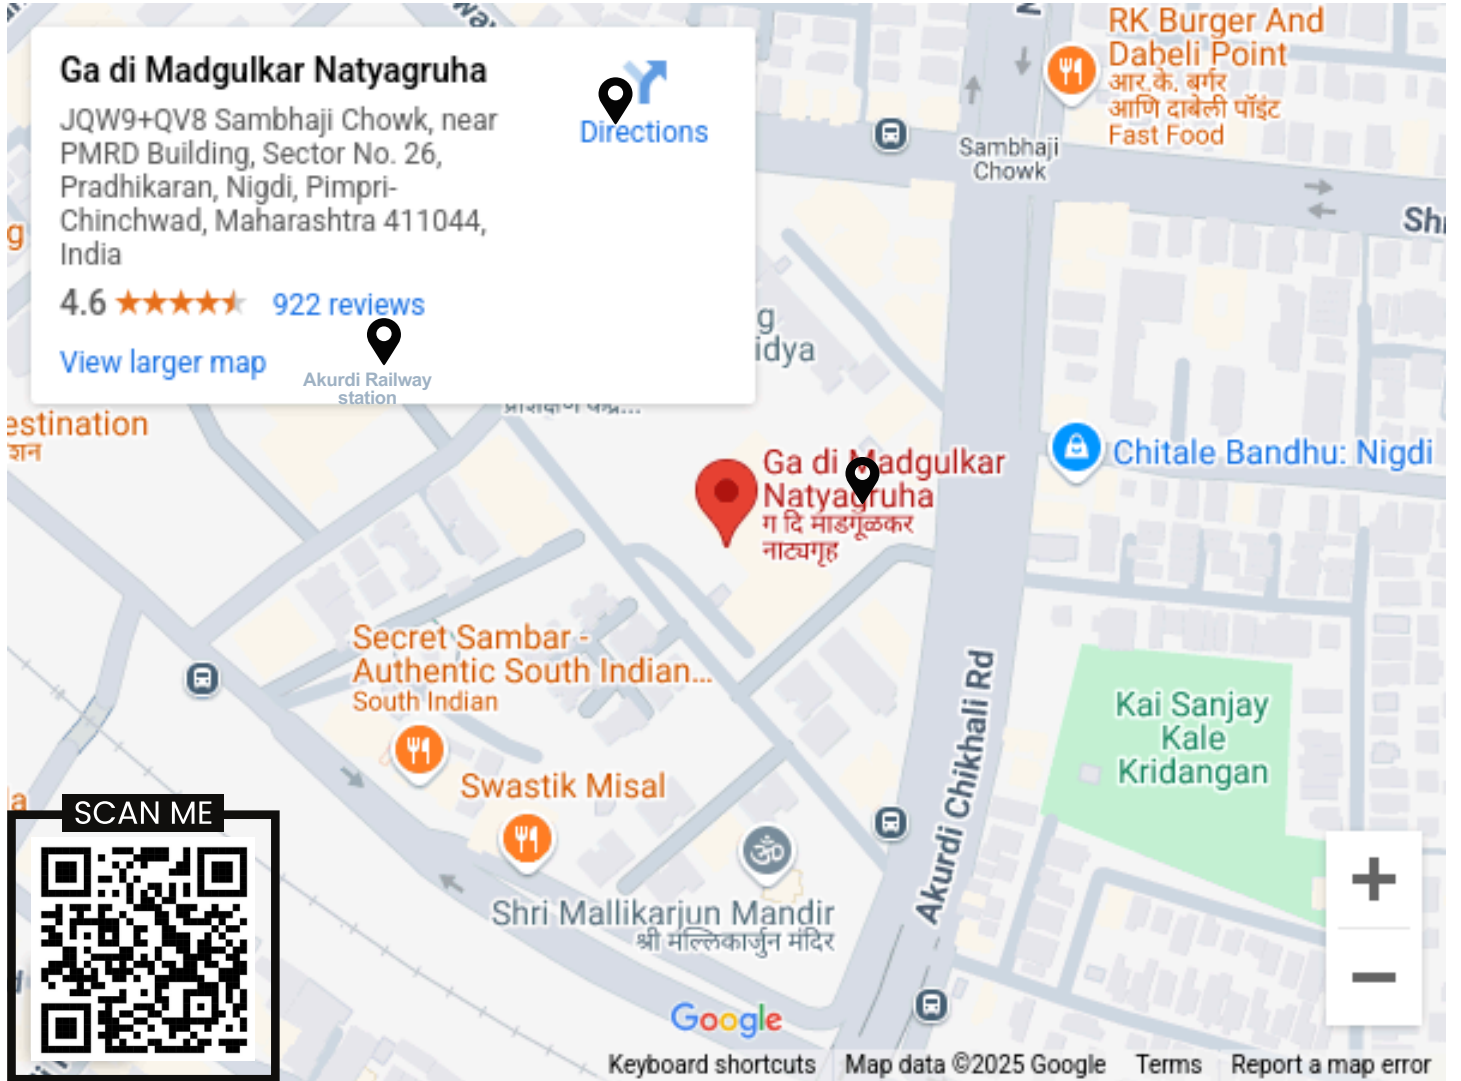 Ga di Madgulkar Natyagruha
JQW9+QV8 Sambhaji Chowk, near
PMRD Building, Sector No. 26,
Pradhikaran, Nigdi, Pimpri-
Chinchwad, Maharashtra 411044,
India
4.6
922 reviews
View larger map
Directions
Akurdi Railway
station
RK Burger And
Dabeli Point
आर.के. बर्गर
आणि दाबेली पॉइंट
Fast Food
Sambhaji
Chowk
Shr
g
idya
estination
शन
Ga di Madgulkar
Natyagruha
ग दि माडगूळकर
नाट्यगृह
Chitale Bandhu: Nigdi
Secret Sambar -
Authentic South Indian...
South Indian
Kai Sanjay
Kale
Kridangan
Akurdi Chikhali Rd
Swastik Misal
la
SCAN ME
Shri Mallikarjun Mandir
श्री मल्लिकार्जुन मंदिर
Google
Keyboard shortcuts
Map data ©2025 Google
Terms
Report a map error